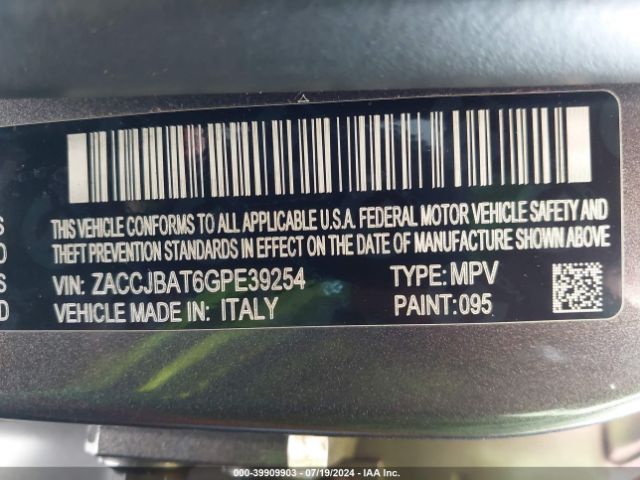 THIS VEHICLE CONFORMS TO ALL APPLICABLE U.S.A. FEDERAL MOTOR VEHICLE SAFETY AND
THEFT PREVENTION STANDARDS IN EFFECT ON THE DATE OF MANUFACTURE SHOWN ABOVE.
VIN: ZACCJBAT6GPE39254 TYPE: MPV
VEHICLE MADE IN: ITALY PAINT: 095
000-39909903 • 07/19/2024 • IAA Inc.